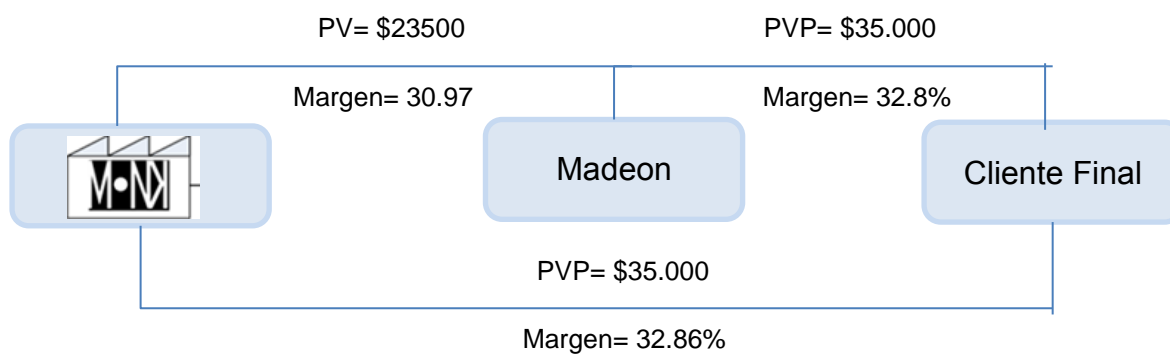 PV= $23500
PVP= $35.000
Margen= 30.97
Margen= 32.8%
M•NK
Madeon
Cliente Final
PVP= $35.000
Margen= 32.86%